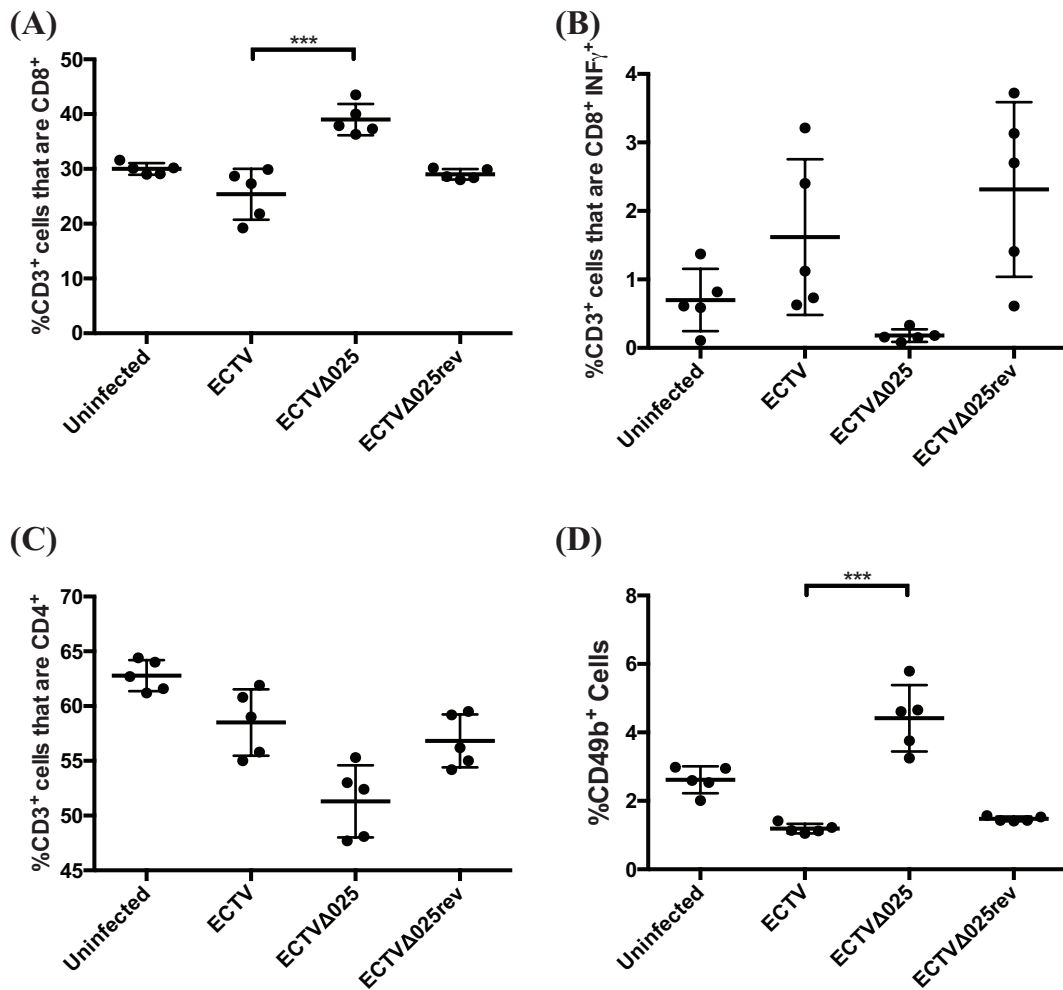 (A)
***
%CD3⁺ cells that are CD8⁺
50
40
30
20
10
0
Uninfected
ECTV
ECTVΔ025
ECTVΔ025rev
(B)
%CD3⁺ cells that are CD8⁺ INFγ⁺
4
3
2
1
0
Uninfected
ECTV
ECTVΔ025
ECTVΔ025rev
(C)
%CD3⁺ cells that are CD4⁺
70
65
60
55
50
45
Uninfected
ECTV
ECTVΔ025
ECTVΔ025rev
(D)
***
%CD49b⁺ Cells
8
6
4
2
0
Uninfected
ECTV
ECTVΔ025
ECTVΔ025rev